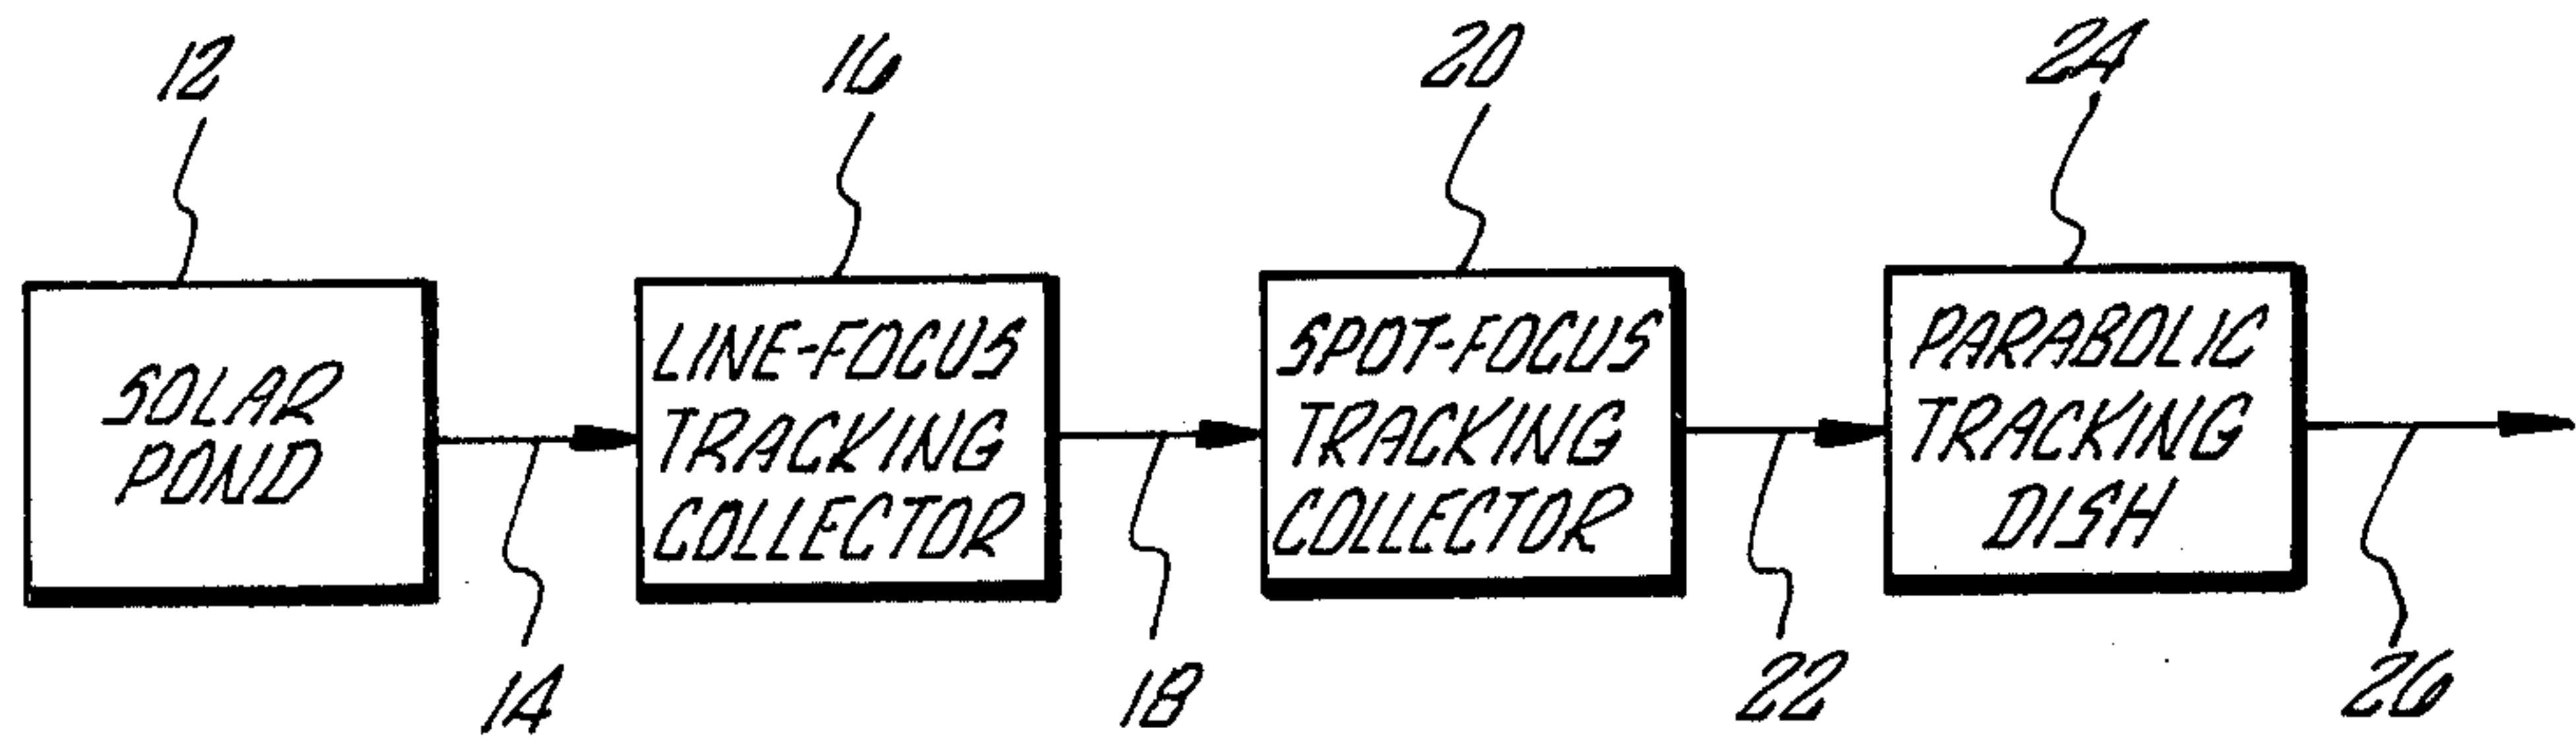 12
16
20
24
SOLAR
POND
LINE-FOCUS
TRACKING
COLLECTOR
SPOT-FOCUS
TRACKING
COLLECTOR
PARABOLIC
TRACKING
DISH
14
18
22
26